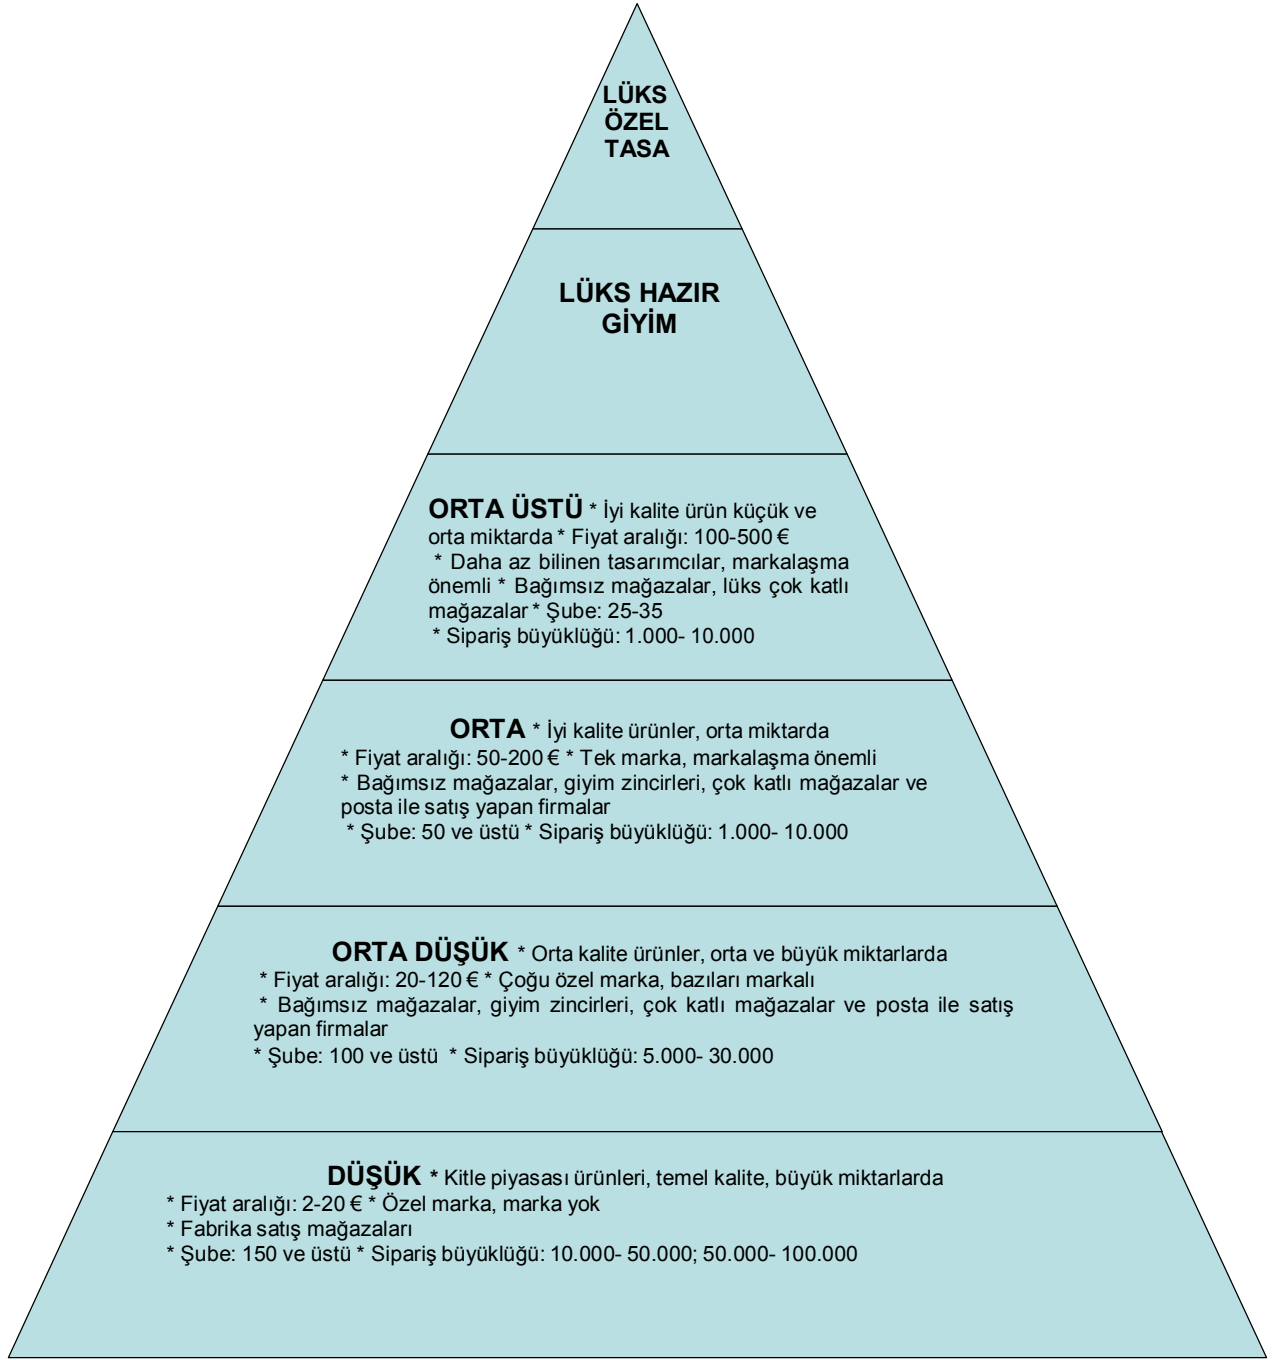 LÜKS
ÖZEL
TASA
LÜKS HAZIR
GİYİM
ORTA ÜSTÜ * İyi kalite ürün küçük ve
orta miktarda * Fiyat aralığı: 100-500 €
* Daha az bilinen tasarımcılar, markalaşma
önemli * Bağımsız mağazalar, lüks çok katlı
mağazalar * Şube: 25-35
* Sipariş büyüklüğü: 1.000- 10.000
ORTA * İyi kalite ürünler, orta miktarda
* Fiyat aralığı: 50-200 € * Tek marka, markalaşma önemli
* Bağımsız mağazalar, giyim zincirleri, çok katlı mağazalar ve
posta ile satış yapan firmalar
* Şube: 50 ve üstü * Sipariş büyüklüğü: 1.000- 10.000
ORTA DÜŞÜK * Orta kalite ürünler, orta ve büyük miktarlarda
* Fiyat aralığı: 20-120 € * Çoğu özel marka, bazıları markalı
* Bağımsız mağazalar, giyim zincirleri, çok katlı mağazalar ve posta ile satış
yapan firmalar
* Şube: 100 ve üstü * Sipariş büyüklüğü: 5.000- 30.000
DÜŞÜK * Kitle piyasası ürünleri, temel kalite, büyük miktarlarda
* Fiyat aralığı: 2-20 € * Özel marka, marka yok
* Fabrika satış mağazaları
* Şube: 150 ve üstü * Sipariş büyüklüğü: 10.000- 50.000; 50.000- 100.000